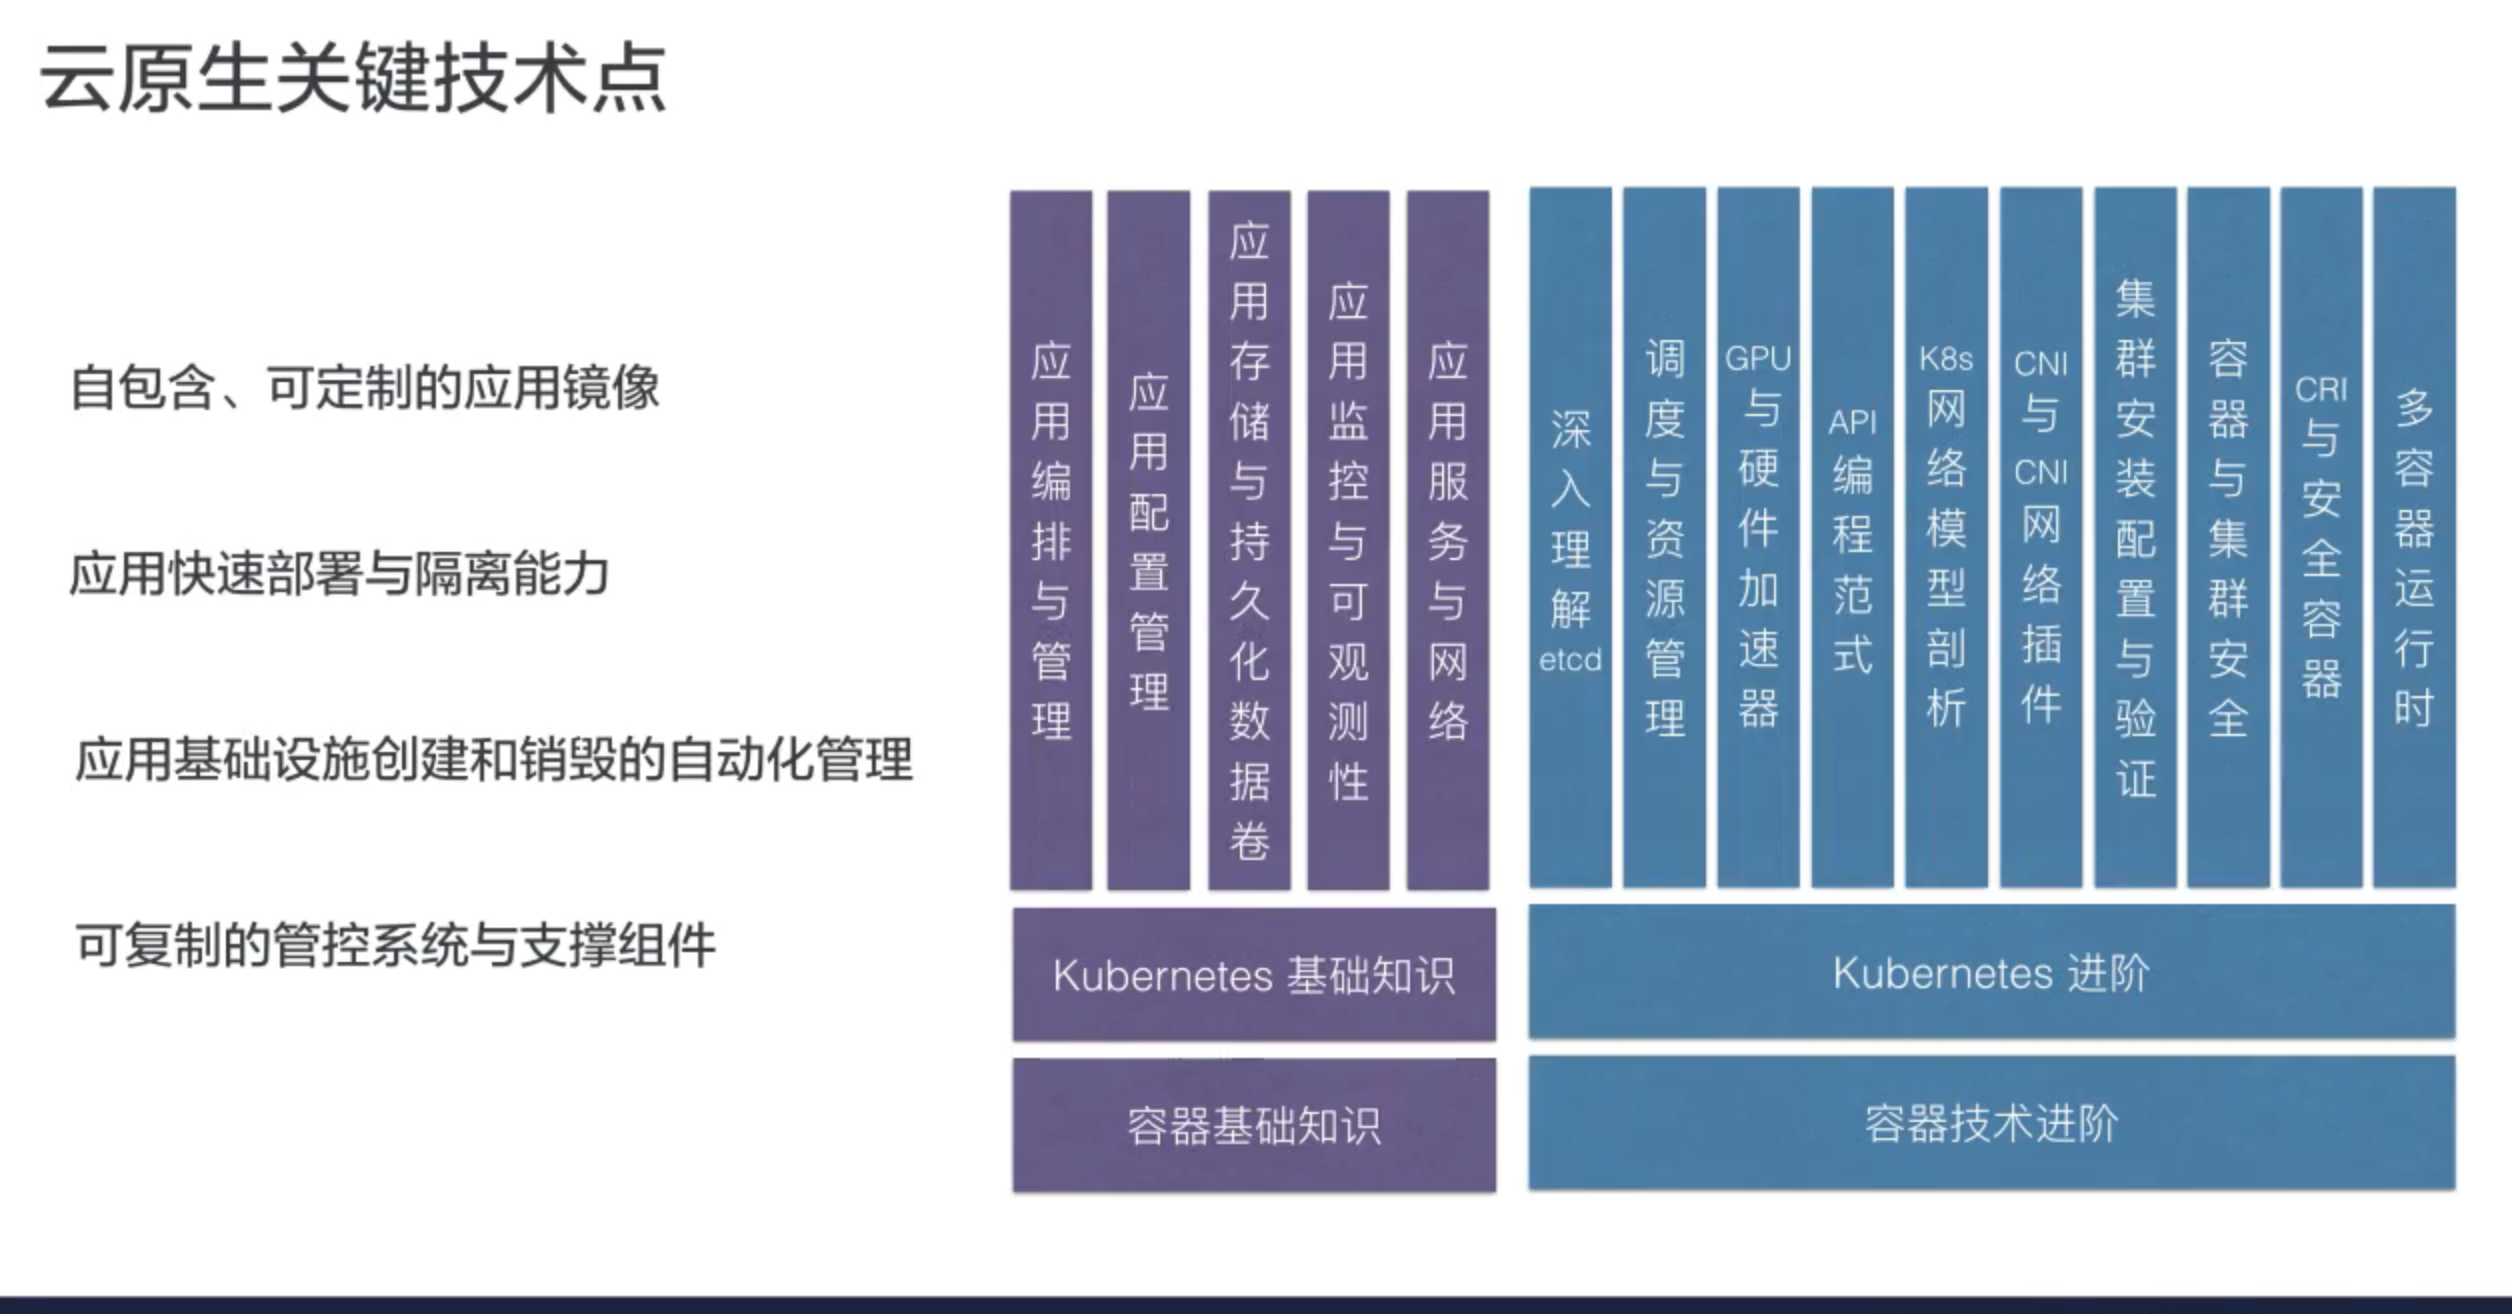 云原生关键技术点
自包含、可定制的应用镜像
应用快速部署与隔离能力
应用基础设施创建和销毁的自动化管理
可复制的管控系统与支撑组件
应用编排与管理
应用配置管理
应用存储与持久化数据卷
应用监控与可观测性
应用服务与网络
Kubernetes 基础知识
容器基础知识
深入理解etcd
调度与资源管理
GPU与硬件加速器
API编程范式
K8s网络模型剖析
CNI与CNI网络插件
集群安装配置与验证
容器与集群安全
CRI与安全容器
多容器运行时
Kubernetes 进阶
容器技术进阶